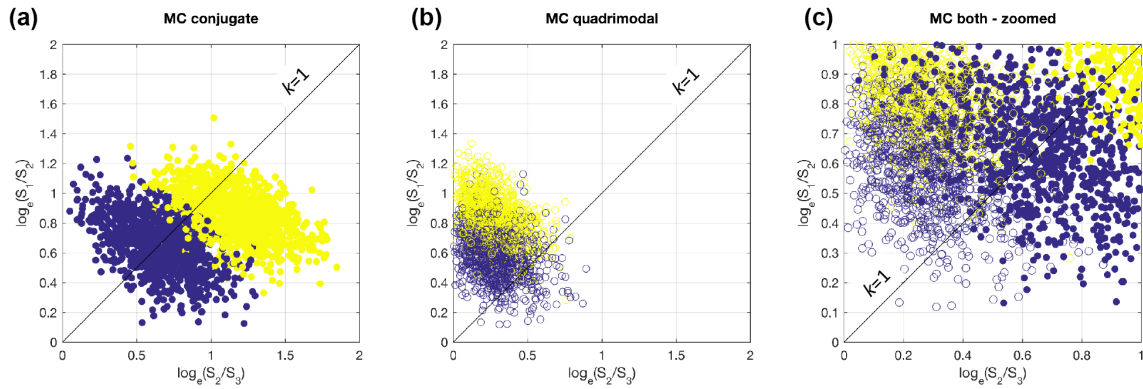 (a)
MC conjugate
2
1.8
1.6
1.4
1.2
1
0.8
0.6
0.4
0.2
0
0 0.5 1 1.5 2
log_e(S_1/S_2)
log_e(S_2/S_3)
k=1
(b)
MC quadrimodal
2
1.8
1.6
1.4
1.2
1
0.8
0.6
0.4
0.2
0
0 0.5 1 1.5 2
log_e(S_1/S_2)
log_e(S_2/S_3)
k=1
(c)
MC both - zoomed
1
0.9
0.8
0.7
0.6
0.5
0.4
0.3
0.2
0.1
0
0 0.2 0.4 0.6 0.8 1
log_e(S_1/S_2)
log_e(S_2/S_3)
k=1